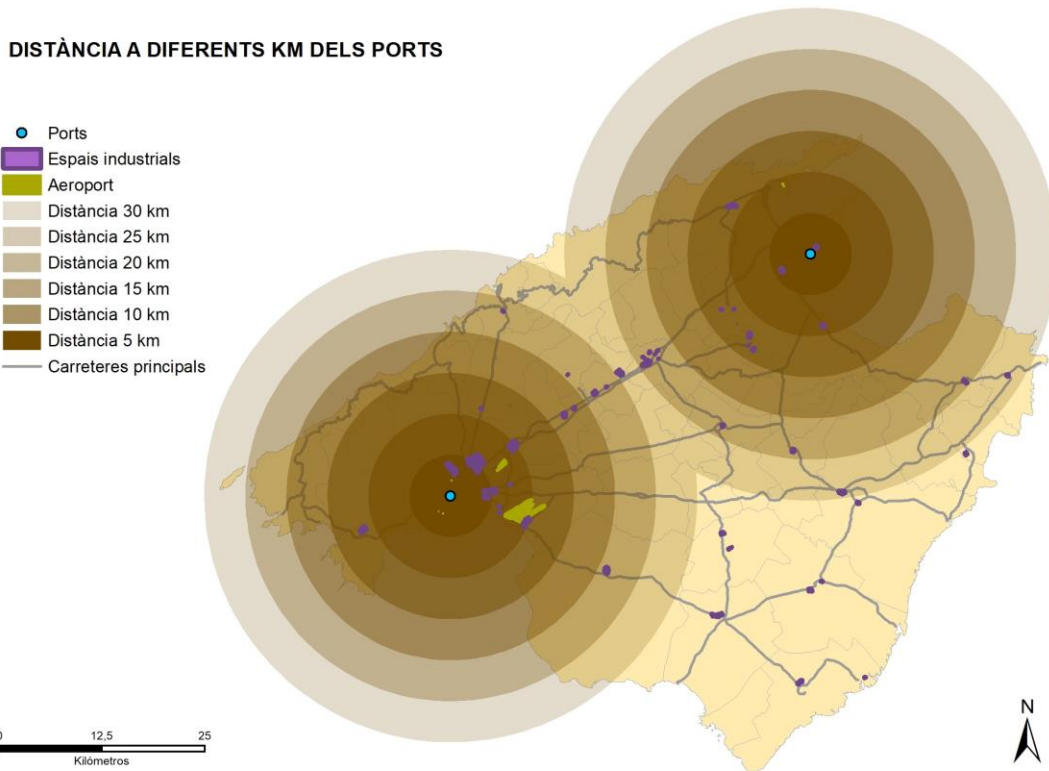 DISTÀNCIA A DIFERENTS KM DELS PORTS
Ports
Espais industrials
Aeroport
Distància 30 km
Distància 25 km
Distància 20 km
Distància 15 km
Distància 10 km
Distància 5 km
Carreteres principals
N
0 12,5 25
Kilómetros